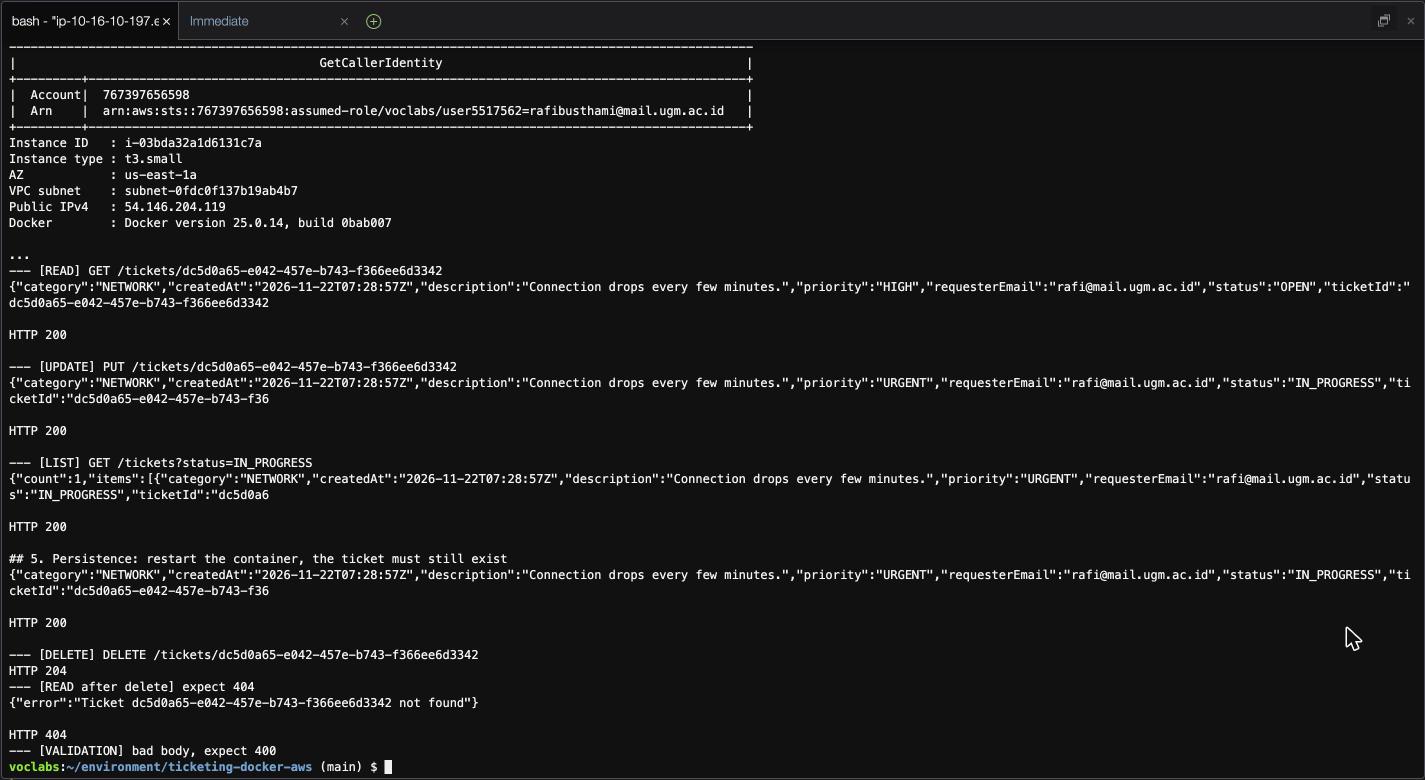 bash - "ip-10-16-10-197.e
Immediate
GetCallerIdentity
Account| 767397656598
Arn | arn:aws:sts::767397656598:assumed-role/voclabs/user5517562=rafibusthami@mail.ugm.ac.id
Instance ID : i-03bda32a1d6131c7a
Instance type : t3.small
AZ : us-east-1a
VPC subnet : subnet-0fdc0f137b19ab4b7
Public IPv4 : 54.146.204.119
Docker : Docker version 25.0.14, build 0bab007
...
--- [READ] GET /tickets/dc5d0a65-e042-457e-b743-f366ee6d3342
{"category":"NETWORK","createdAt":"2026-11-22T07:28:57Z","description":"Connection drops every few minutes.","priority":"HIGH","requesterEmail":"rafi@mail.ugm.ac.id","status":"OPEN","ticketId":"
dc5d0a65-e042-457e-b743-f366ee6d3342
HTTP 200
--- [UPDATE] PUT /tickets/dc5d0a65-e042-457e-b743-f366ee6d3342
{"category":"NETWORK","createdAt":"2026-11-22T07:28:57Z","description":"Connection drops every few minutes.","priority":"URGENT","requesterEmail":"rafi@mail.ugm.ac.id","status":"IN_PROGRESS","ti
cketId":"dc5d0a65-e042-457e-b743-f36
HTTP 200
--- [LIST] GET /tickets?status=IN_PROGRESS
{"count":1,"items":[{"category":"NETWORK","createdAt":"2026-11-22T07:28:57Z","description":"Connection drops every few minutes.","priority":"URGENT","requesterEmail":"rafi@mail.ugm.ac.id","statu
s":"IN_PROGRESS","ticketId":"dc5d0a6
HTTP 200
## 5. Persistence: restart the container, the ticket must still exist
{"category":"NETWORK","createdAt":"2026-11-22T07:28:57Z","description":"Connection drops every few minutes.","priority":"URGENT","requesterEmail":"rafi@mail.ugm.ac.id","status":"IN_PROGRESS","ti
cketId":"dc5d0a65-e042-457e-b743-f36
HTTP 200
--- [DELETE] DELETE /tickets/dc5d0a65-e042-457e-b743-f366ee6d3342
HTTP 204
--- [READ after delete] expect 404
{"error":"Ticket dc5d0a65-e042-457e-b743-f366ee6d3342 not found"}
HTTP 404
--- [VALIDATION] bad body, expect 400
voclabs:~/environment/ticketing-docker-aws (main) $